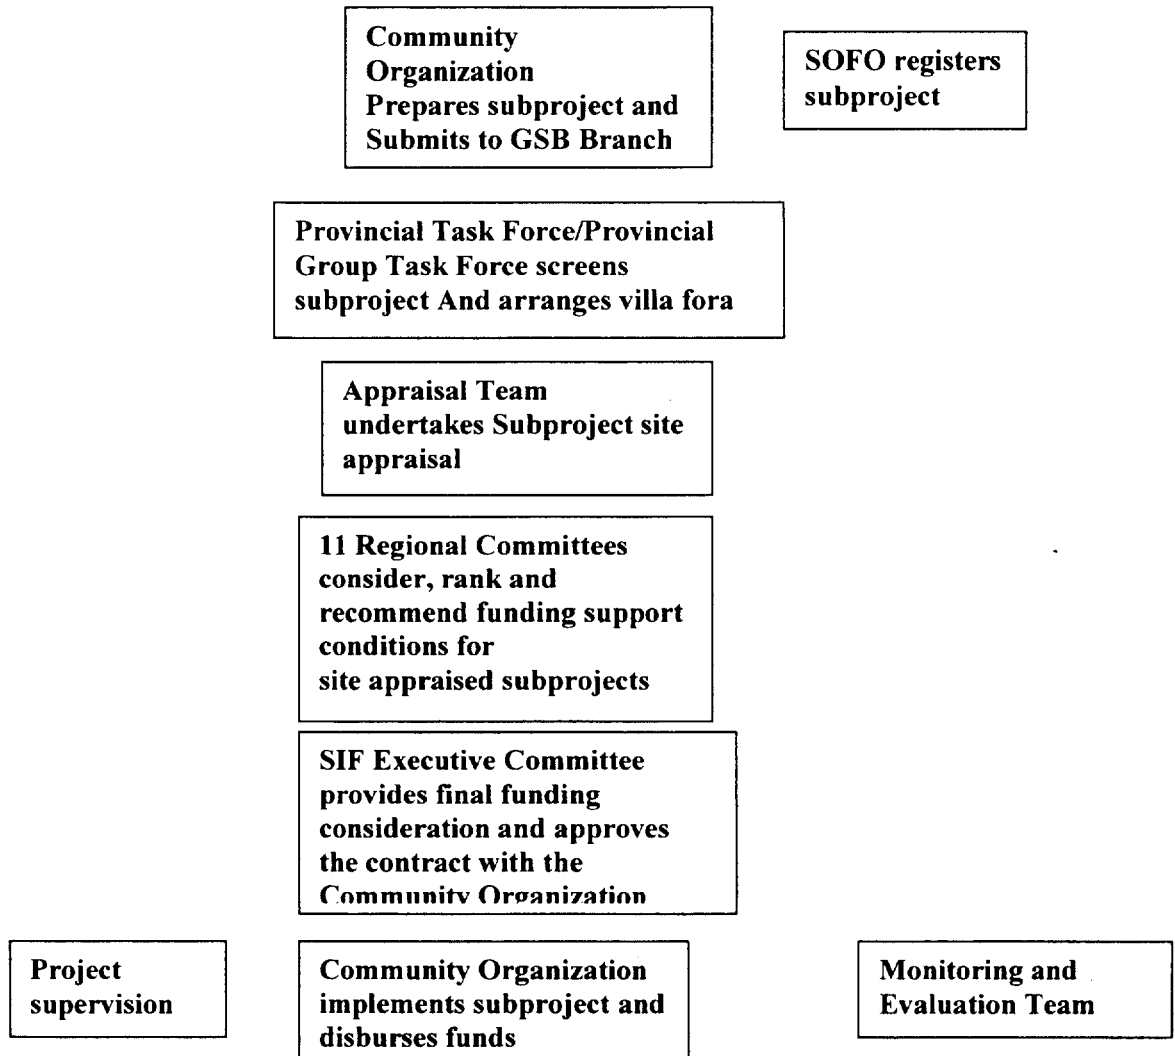 Community
Organization
Prepares subproject and
Submits to GSB Branch
SOFO registers
subproject
Provincial Task Force/Provincial
Group Task Force screens
subproject And arranges villa fora
Appraisal Team
undertakes Subproject site
appraisal
11 Regional Committees
consider, rank and
recommend funding support
conditions for
site appraised subprojects
SIF Executive Committee
provides final funding
consideration and approves
the contract with the
Community Organization
Project
supervision
Community Organization
implements subproject and
disburses funds
Monitoring and
Evaluation Team